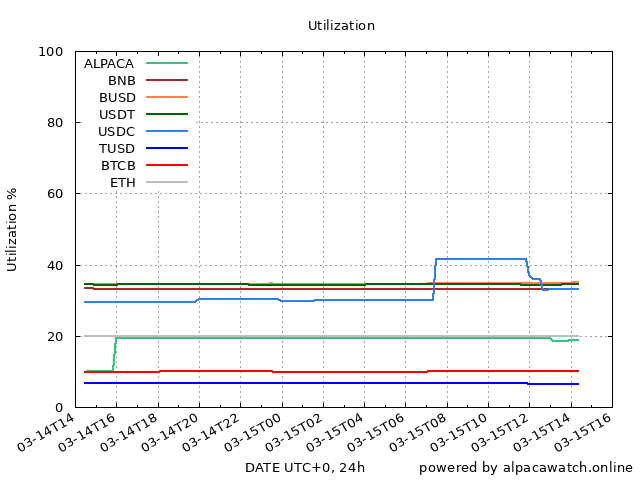 Utilization
100
80
60
40
20
0
Utilization %
ALPACA
BNB
BUSD
USDT
USDC
TUSD
BTCB
ETH
03-14T14
03-14T16
03-14T18
03-14T20
03-14T22
03-15T00
03-15T02
03-15T04
03-15T06
03-15T08
03-15T10
03-15T12
03-15T14
03-15T16
DATE UTC+0, 24h
powered by alpacawatch.online